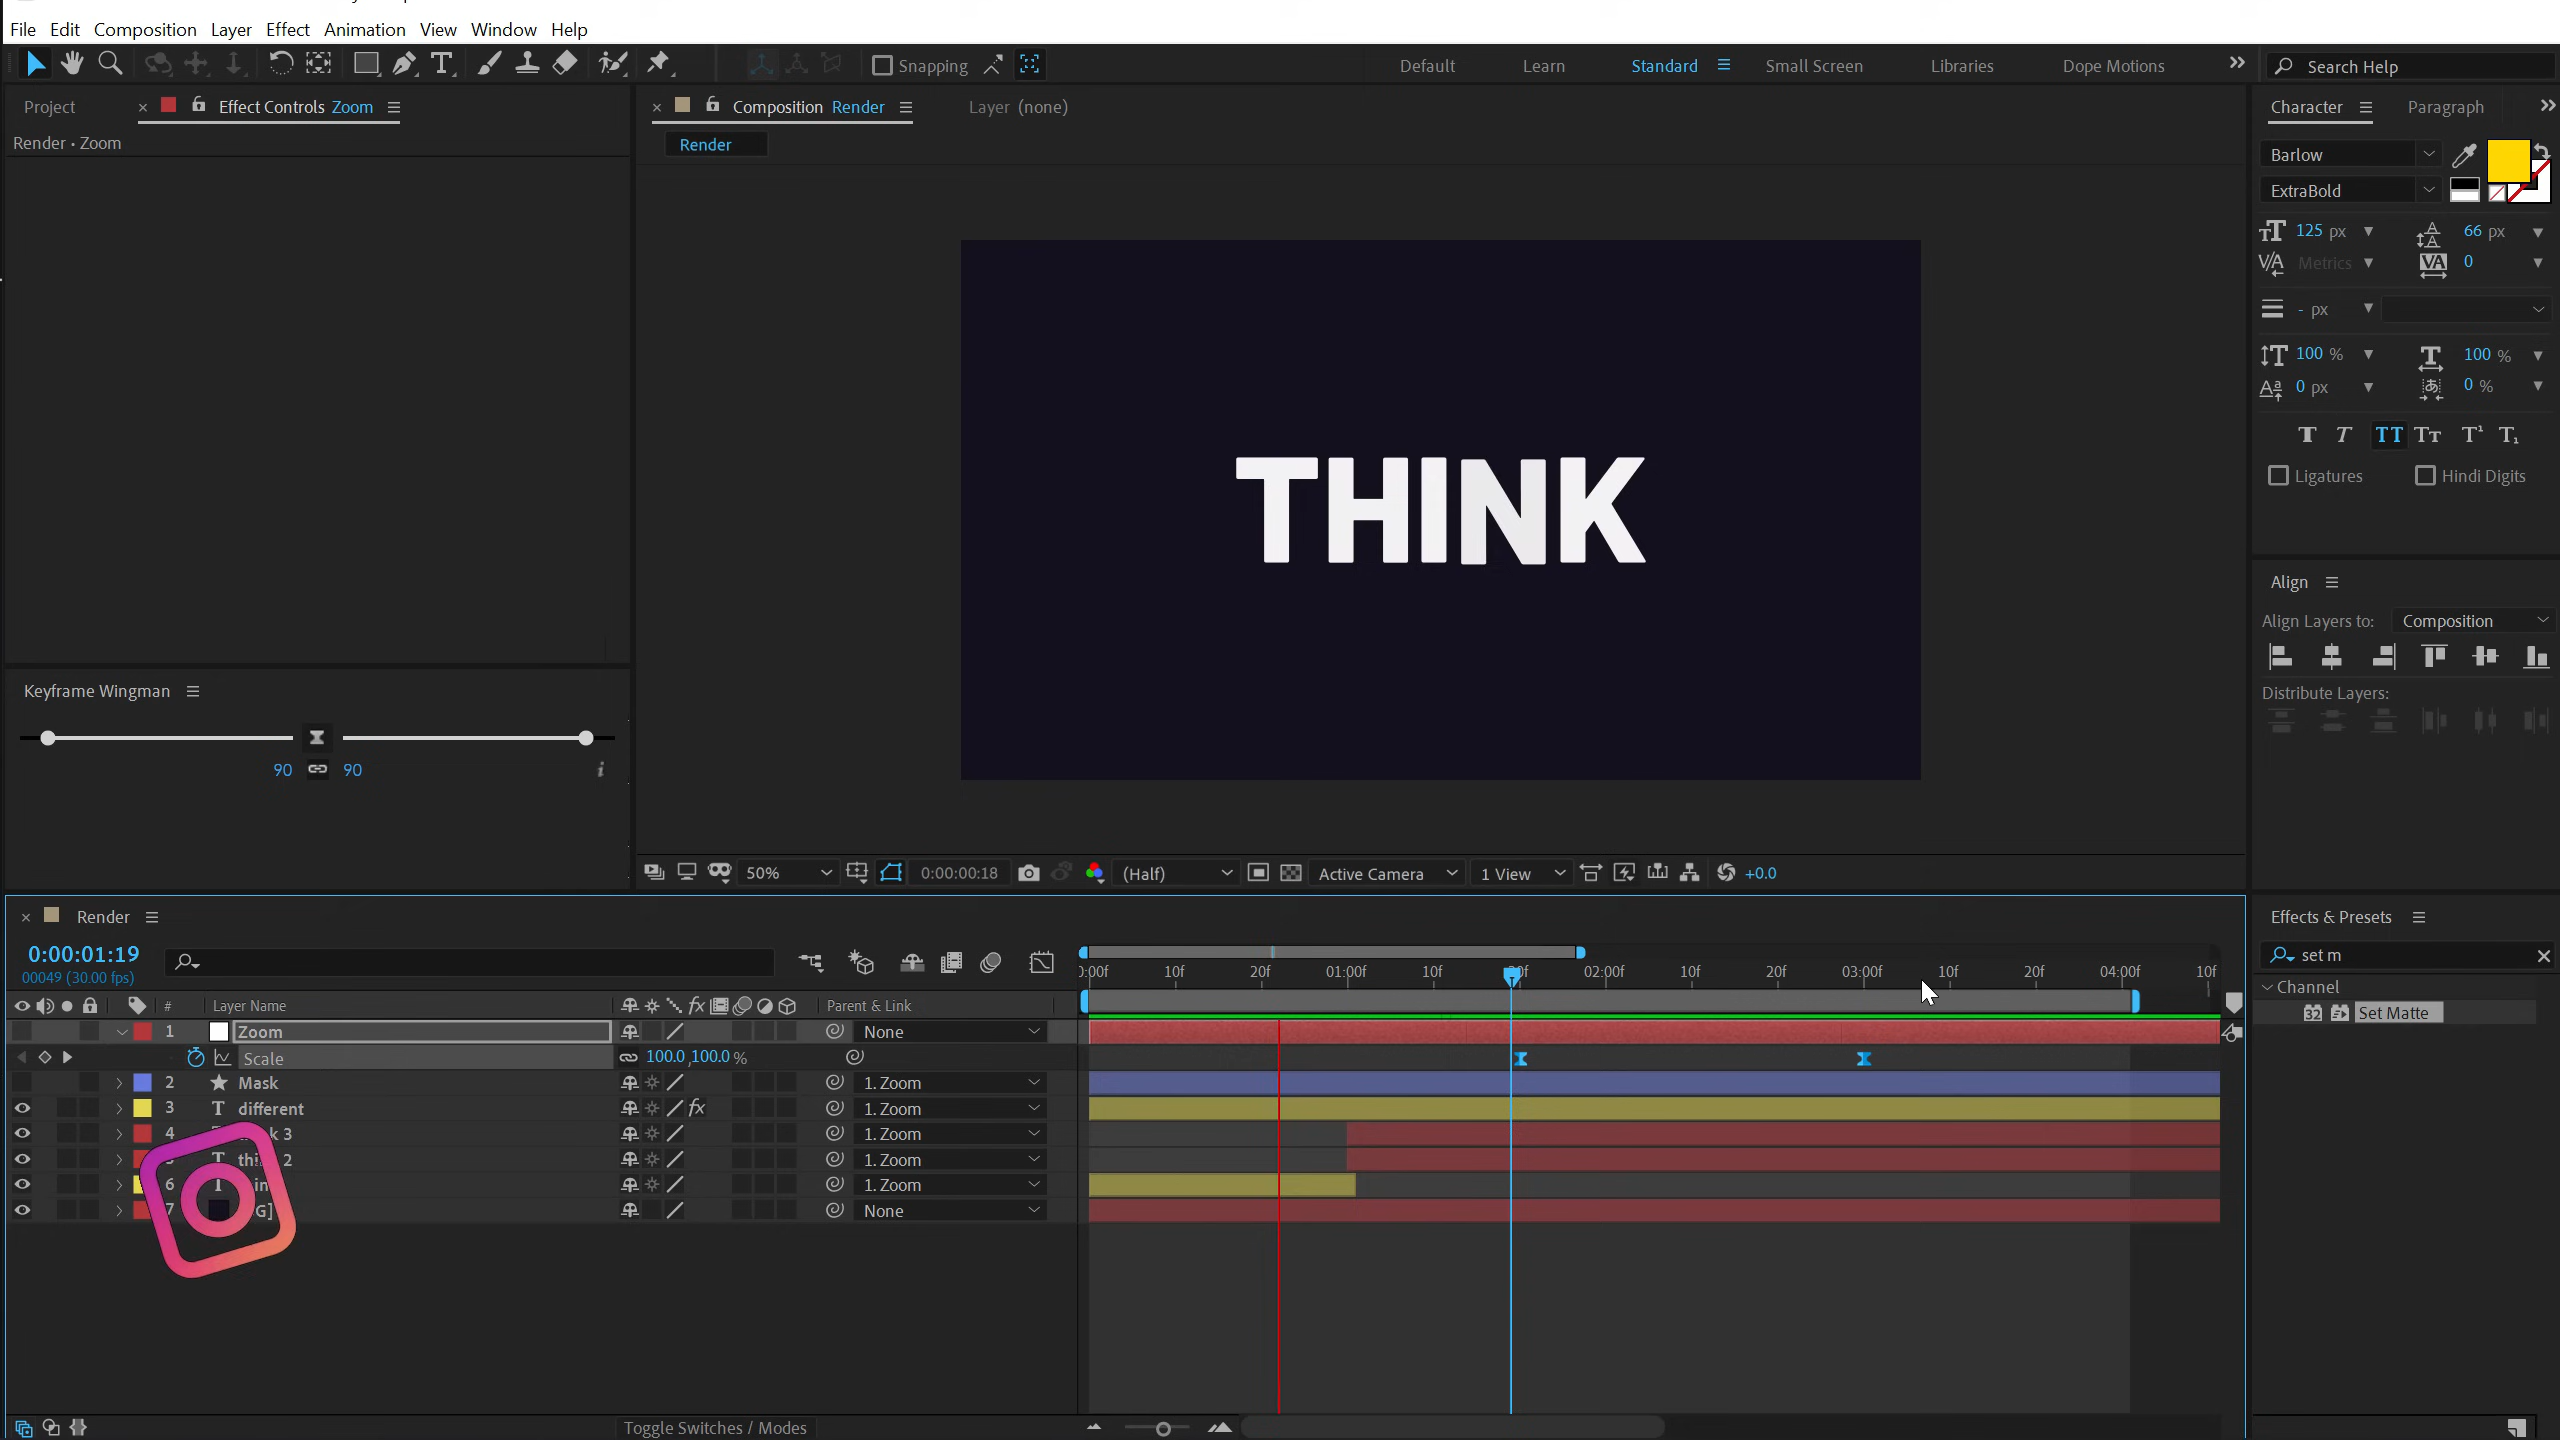 File Edit Composition Layer Effect Animation View Window Help
Snapping
Default Learn Standard Small Screen Libraries Dope Motions
Search Help
Project Effect Controls Zoom
Composition Render Layer (none)
Character Paragraph
Render • Zoom
Render
Barlow
ExtraBold
125 px 66 px
Metrics 0
- px
100 % 100 %
0 px 0 %
Ligatures Hindi Digits
THINK
Align
Align Layers to: Composition
Distribute Layers:
Keyframe Wingman
90 90
50% 0:00:00:18 (Half) Active Camera 1 View +0.0
Render
Effects & Presets
0:00:01:19
00049 (30.00 fps)
set m
Channel
32 Set Matte
:00f 10f 20f 01:00f 10f 02:00f 10f 20f 03:00f 10f 20f 04:00f 10f
# Layer Name Parent & Link
1 Zoom None
Scale 100.0,100.0 %
2 Mask 1. Zoom
3 different 1. Zoom
4 3 1. Zoom
2 1. Zoom
6 1. Zoom
7 None
Toggle Switches / Modes